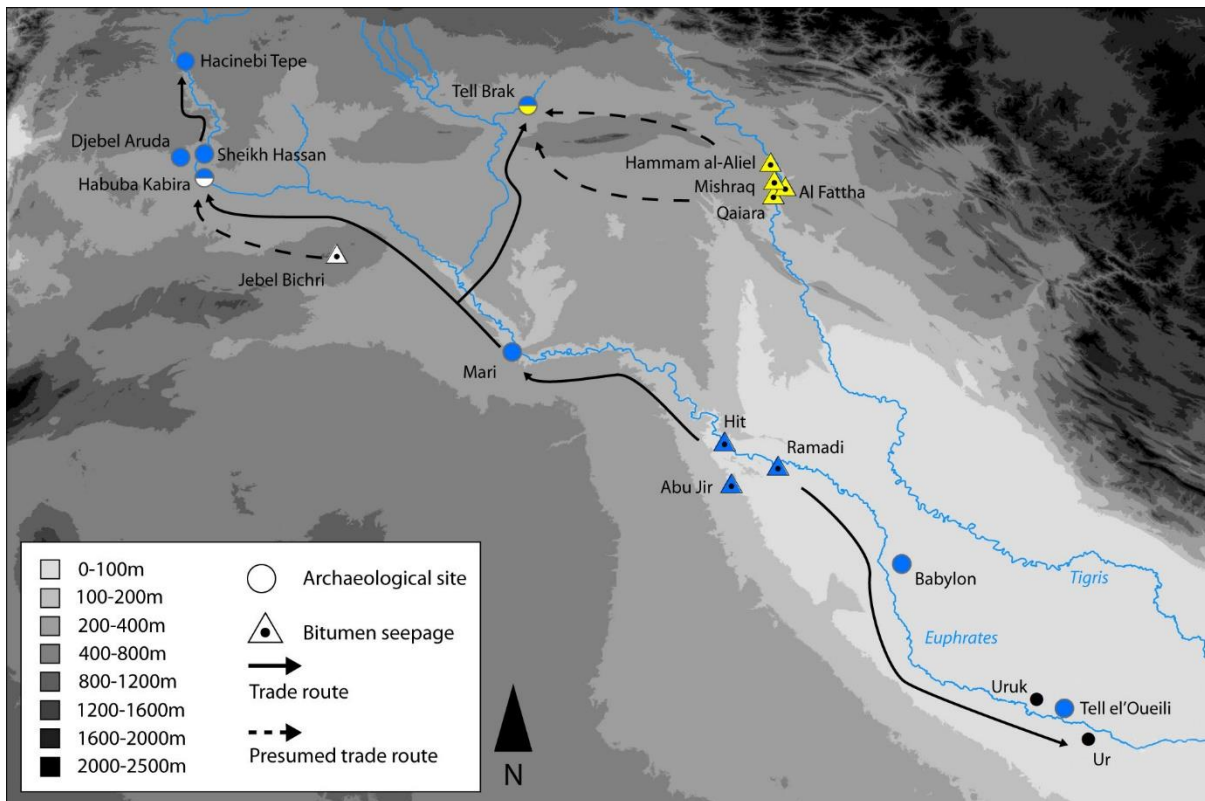 Hacinebi Tepe
Tell Brak
Djebel Aruda
Sheikh Hassan
Habuba Kabira
Hammam al-Aliel
Mishraq
Al Fattha
Qaiara
Jebel Bichri
Mari
Hit
Ramadi
Abu Jir
Babylon
Tigris
Euphrates
Uruk
Tell el'Oueili
Ur
0-100m
100-200m
200-400m
400-800m
800-1200m
1200-1600m
1600-2000m
2000-2500m
Archaeological site
Bitumen seepage
Trade route
Presumed trade route
N